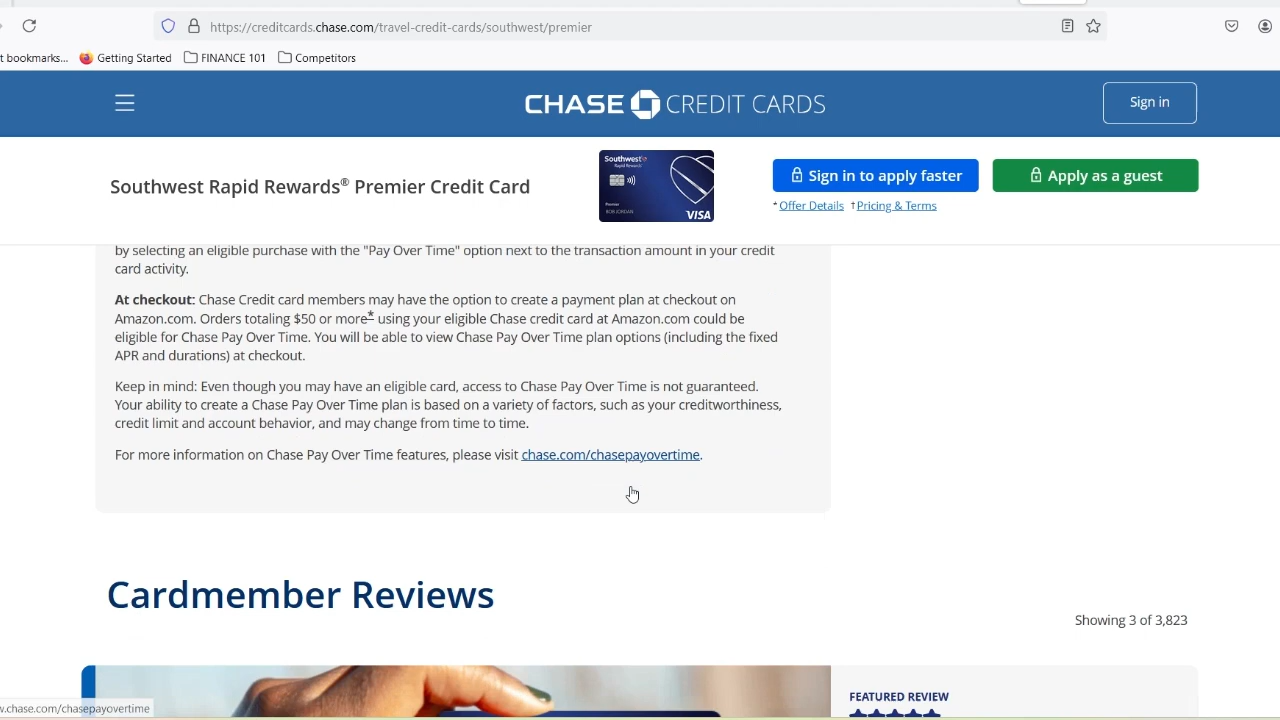 https://creditcards.chase.com/travel-credit-cards/southwest/premier
t bookmarks... Getting Started FINANCE 101 Competitors
CHASE CREDIT CARDS
Sign in
Southwest Rapid Rewards® Premier Credit Card
Southwest
Rapid Rewards
Premier
BOB JORDAN
VISA
Sign in to apply faster
Apply as a guest
* Offer Details †Pricing & Terms
by selecting an eligible purchase with the "Pay Over Time" option next to the transaction amount in your credit
card activity.
At checkout: Chase Credit card members may have the option to create a payment plan at checkout on
Amazon.com. Orders totaling $50 or more* using your eligible Chase credit card at Amazon.com could be
eligible for Chase Pay Over Time. You will be able to view Chase Pay Over Time plan options (including the fixed
APR and durations) at checkout.
Keep in mind: Even though you may have an eligible card, access to Chase Pay Over Time is not guaranteed.
Your ability to create a Chase Pay Over Time plan is based on a variety of factors, such as your creditworthiness,
credit limit and account behavior, and may change from time to time.
For more information on Chase Pay Over Time features, please visit chase.com/chasepayovertime.
Cardmember Reviews
Showing 3 of 3,823
FEATURED REVIEW
w.chase.com/chasepayovertime